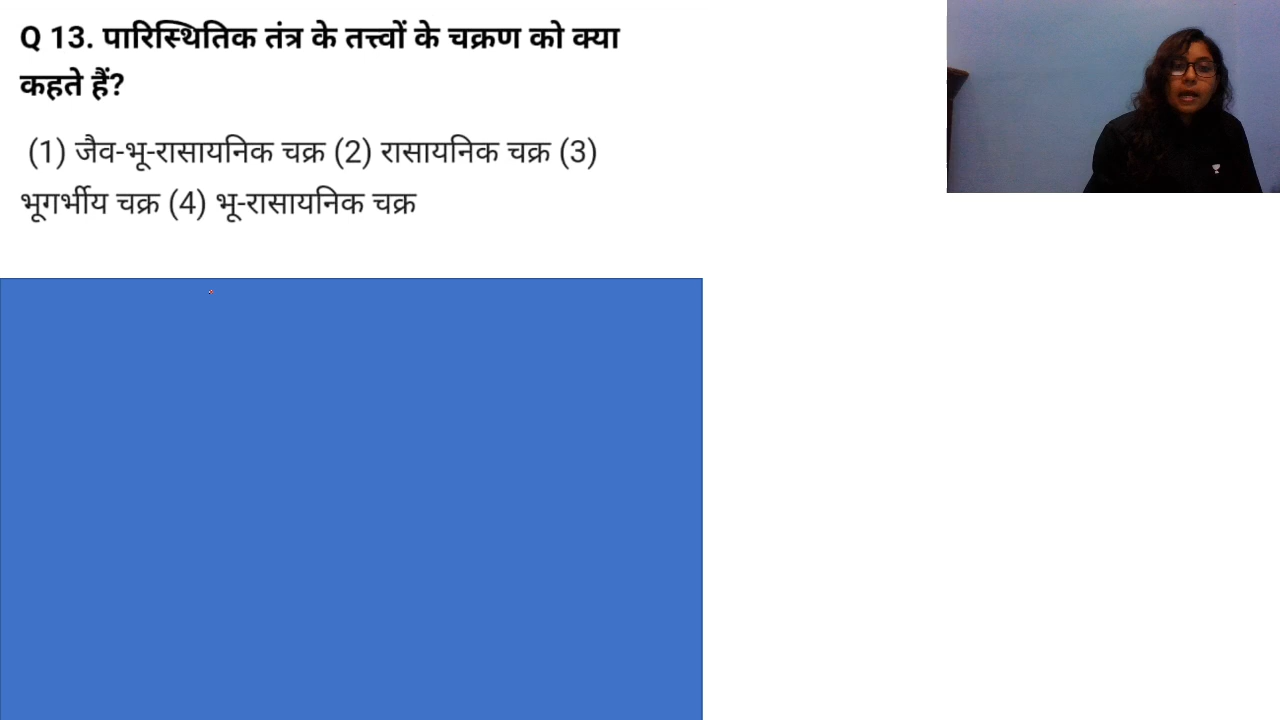 Q 13. पारिस्थितिक तंत्र के तत्त्वों के चक्रण को क्या
कहते हैं?
(1) जैव-भू-रासायनिक चक्र (2) रासायनिक चक्र (3)
भूगर्भीय चक्र (4) भू-रासायनिक चक्र